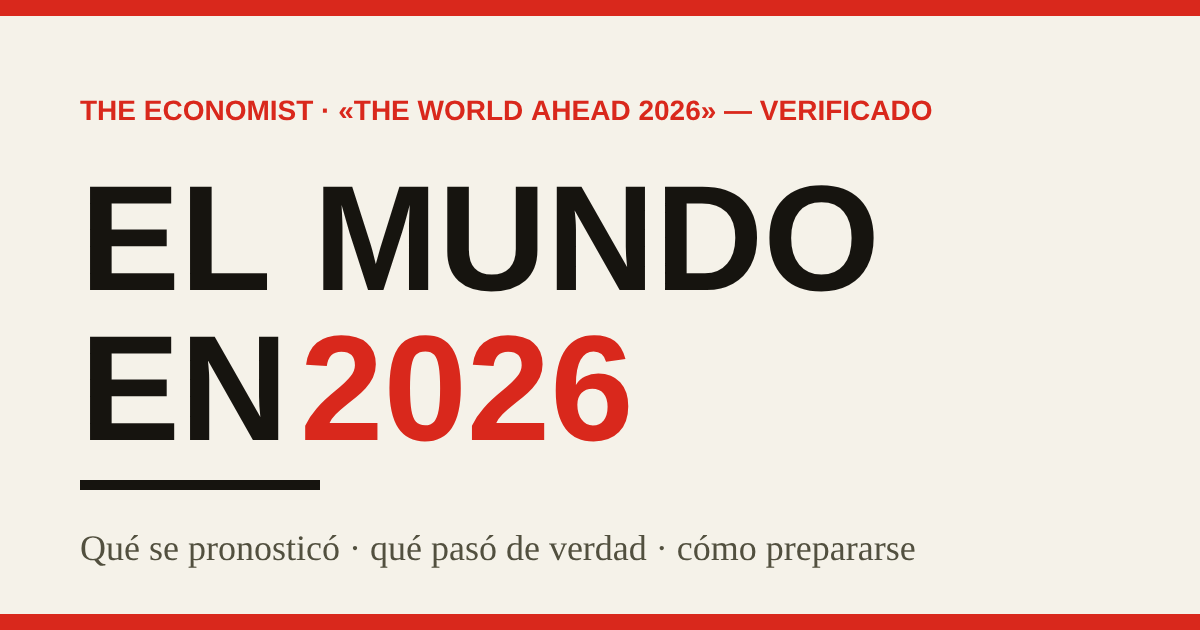 THE ECONOMIST · «THE WORLD AHEAD 2026» — VERIFICADO
EL MUNDO
EN 2026
Qué se pronosticó · qué pasó de verdad · cómo prepararse